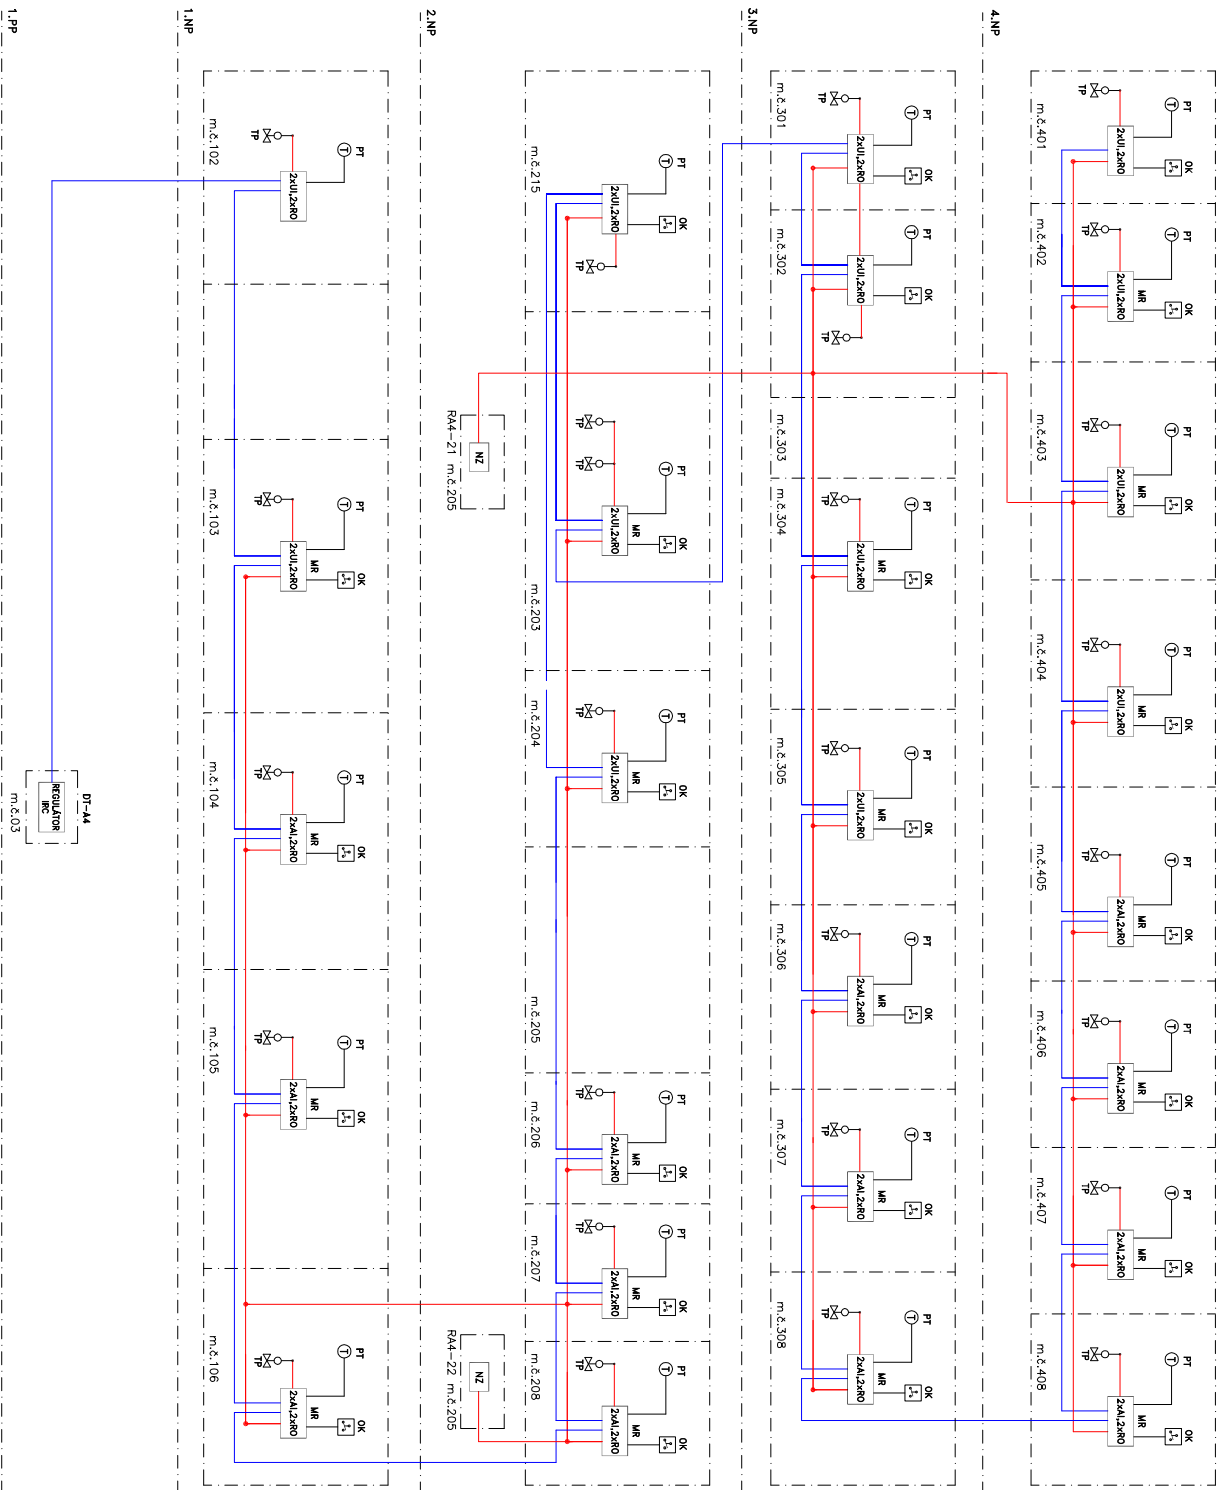 4.NP
PT
OK
2xUI,2xRO
TP
m.č.401
PT
OK
MR
2xUI,2xRO
TP
m.č.402
PT
OK
MR
2xUI,2xRO
TP
m.č.403
PT
OK
MR
2xUI,2xRO
TP
m.č.404
PT
OK
MR
2xAI,2xRO
TP
m.č.405
PT
OK
MR
2xAI,2xRO
TP
m.č.406
PT
OK
MR
2xAI,2xRO
TP
m.č.407
PT
OK
MR
2xAI,2xRO
TP
m.č.408
3.NP
PT
OK
2xUI,2xRO
TP
m.č.301
PT
OK
2xUI,2xRO
TP
m.č.302
m.č.303
PT
OK
MR
2xUI,2xRO
TP
m.č.304
PT
OK
MR
2xUI,2xRO
TP
m.č.305
PT
OK
MR
2xAI,2xRO
TP
m.č.306
PT
OK
MR
2xAI,2xRO
TP
m.č.307
PT
OK
MR
2xAI,2xRO
TP
m.č.308
2.NP
PT
OK
2xUI,2xRO
TP
m.č.215
PT
OK
MR
2xUI,2xRO
TP
TP
m.č.203
PT
OK
MR
2xUI,2xRO
TP
m.č.204
m.č.205
PT
OK
MR
2xAI,2xRO
TP
m.č.206
PT
OK
MR
2xAI,2xRO
TP
m.č.207
PT
OK
MR
2xAI,2xRO
TP
m.č.208
NZ
RA4-21 m.č.205
NZ
RA4-22 m.č.205
1.NP
PT
2xUI,2xRO
TP
m.č.102
PT
OK
MR
2xUI,2xRO
TP
m.č.103
PT
OK
MR
2xAI,2xRO
TP
m.č.104
PT
OK
MR
2xAI,2xRO
TP
m.č.105
PT
OK
MR
2xAI,2xRO
TP
m.č.106
1.PP
DT-A4
REGULÁTOR
IRC
m.č.03